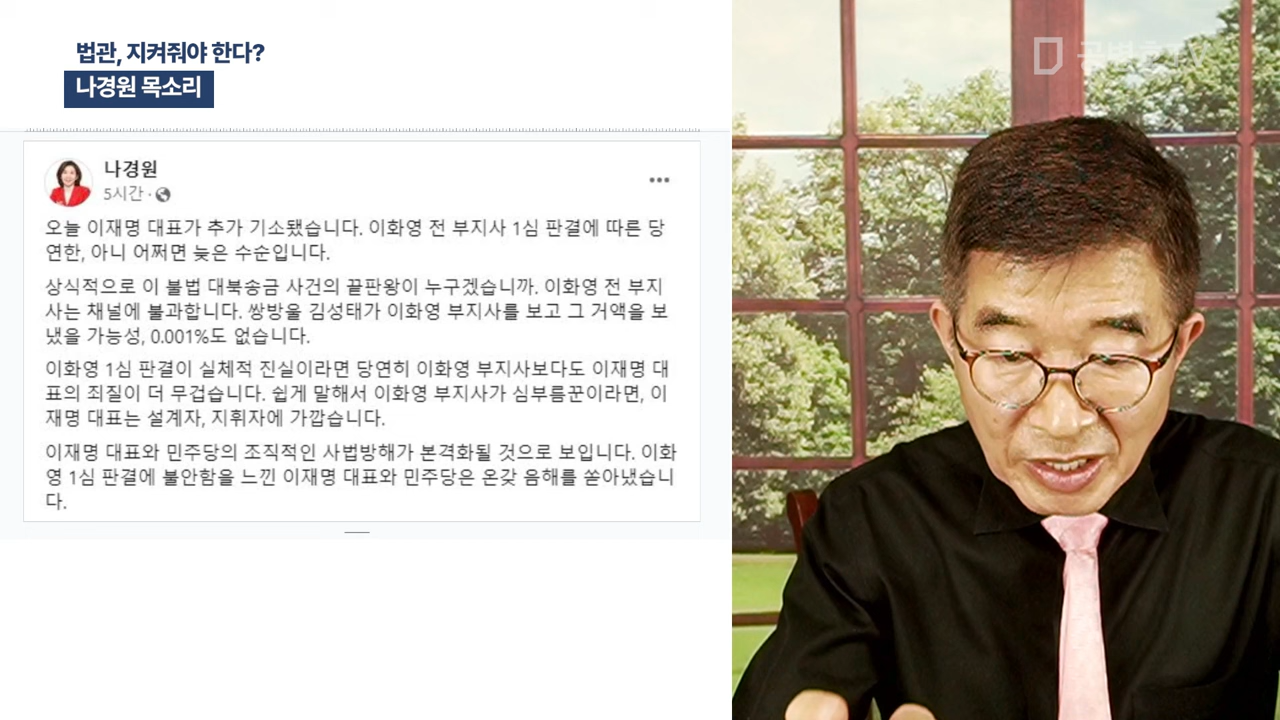 법관, 지켜줘야 한다?
나경원 목소리
공병호TV
나경원
5시간 ·
오늘 이재명 대표가 추가 기소됐습니다. 이화영 전 부지사 1심 판결에 따른 당
연한, 아니 어쩌면 늦은 수순입니다.
상식적으로 이 불법 대북송금 사건의 끝판왕이 누구겠습니까. 이화영 전 부지
사는 채널에 불과합니다. 쌍방울 김성태가 이화영 부지사를 보고 그 거액을 보
냈을 가능성, 0.001%도 없습니다.
이화영 1심 판결이 실체적 진실이라면 당연히 이화영 부지사보다도 이재명 대
표의 죄질이 더 무겁습니다. 쉽게 말해서 이화영 부지사가 심부름꾼이라면, 이
재명 대표는 설계자, 지휘자에 가깝습니다.
이재명 대표와 민주당의 조직적인 사법방해가 본격화될 것으로 보입니다. 이화
영 1심 판결에 불안함을 느낀 이재명 대표와 민주당은 온갖 음해를 쏟아냈습니
다.